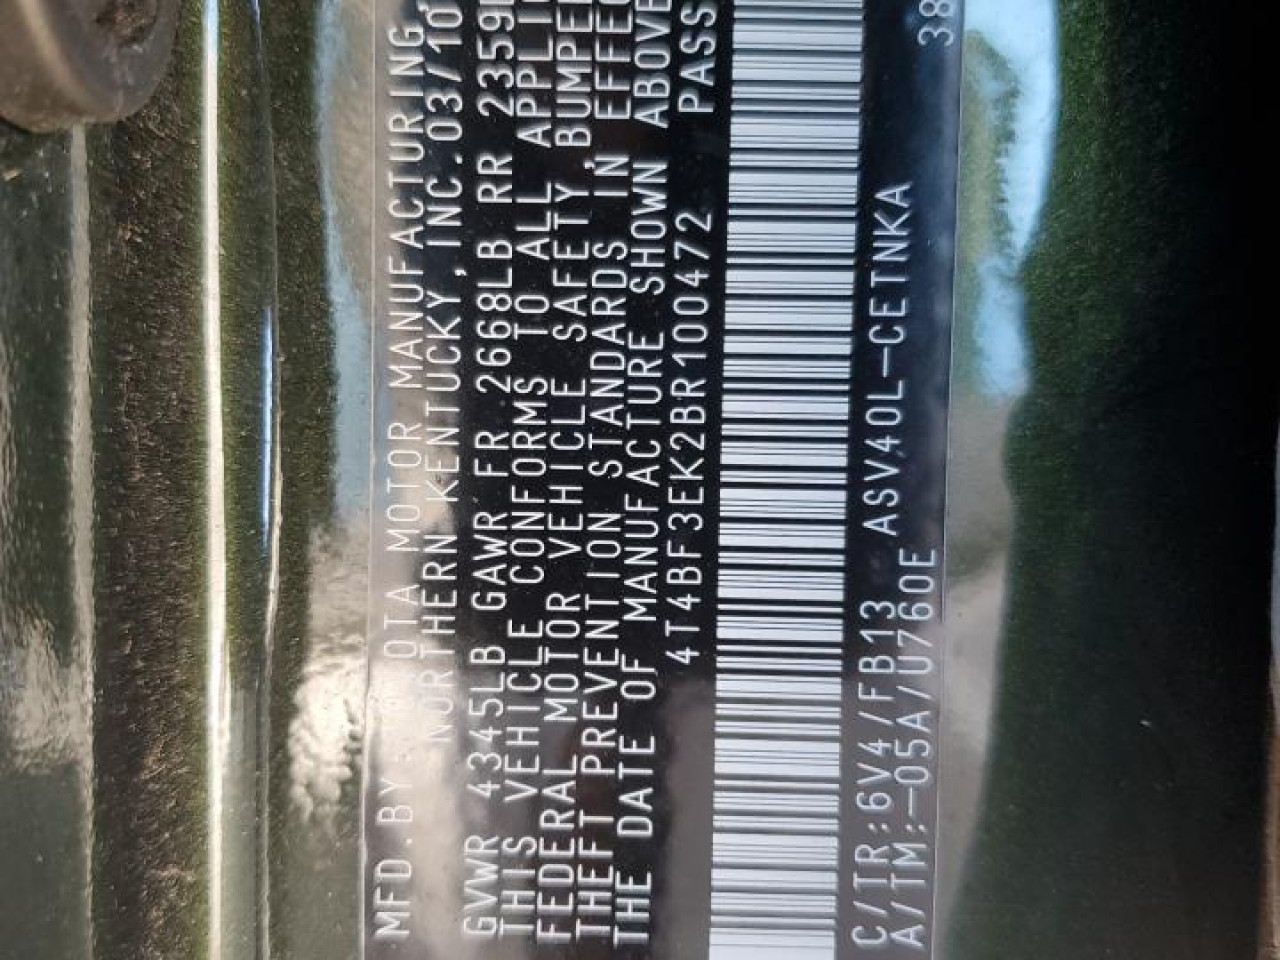 MFD.BY: OTA MOTOR MANUFACTURING,
NORTHERN KENTUCKY,INC.03/10
GVWR 4345LB GAWR FR 2668LB RR 2359
THIS VEHICLE CONFORMS TO ALL APPLI
FEDERAL MOTOR VEHICLE SAFETY,BUMPE
THEFT PREVENTION STANDARDS IN EFFE
THE DATE OF MANUFACTURE SHOWN ABOVE
4T4BF3EK2BR100472 PASS
C/TR:6V4/FB13 ASV40L-CETNKA
A/TM:-05A/U760E 38